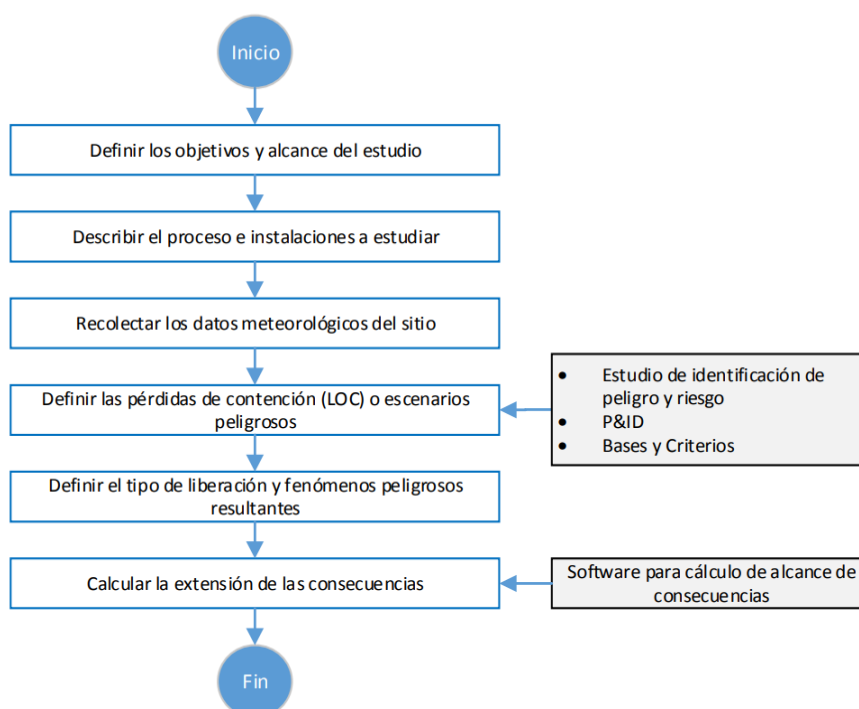 Inicio
Definir los objetivos y alcance del estudio
Describir el proceso e instalaciones a estudiar
Recolectar los datos meteorológicos del sitio
Definir las pérdidas de contención (LOC) o escenarios
peligrosos
• Estudio de identificación de
peligro y riesgo
• P&ID
• Bases y Criterios
Definir el tipo de liberación y fenómenos peligrosos
resultantes
Calcular la extensión de las consecuencias
Software para cálculo de alcance de
consecuencias
Fin